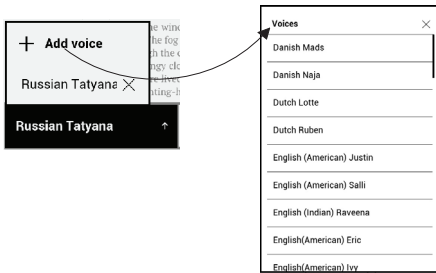 Add voice
Russian Tatyana
Russian Tatyana
Voices
Danish Mads
Danish Naja
Dutch Lotte
Dutch Ruben
English (American) Justin
English (American) Salli
English (Indian) Raveena
English(American) Eric
English(American) Ivy